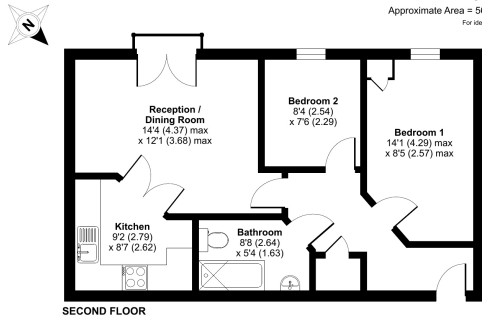 Approximate Area = 56
For ide
N
Reception /
Dining Room
14'4 (4.37) max
x 12'1 (3.68) max
Bedroom 2
8'4 (2.54)
x 7'6 (2.29)
Bedroom 1
14'1 (4.29) max
x 8'5 (2.57) max
Kitchen
9'2 (2.79)
x 8'7 (2.62)
Bathroom
8'8 (2.64)
x 5'4 (1.63)
SECOND FLOOR